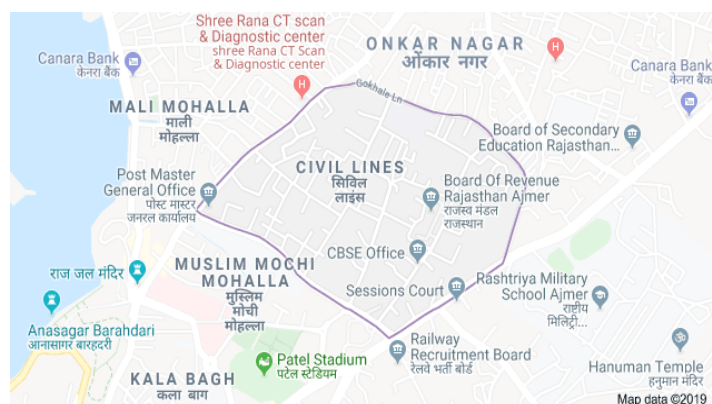 Shree Rana CT scan
& Diagnostic center
shree Rana CT Scan
& Diagnostic center
ONKAR NAGAR
ओंकार नगर
Canara Bank
केनरा बैंक
Canara Bank
केनरा बैंक
Gokhale Ln
MALI MOHALLA
माली
मोहल्ला
Board of Secondary
Education Rajasthan...
CIVIL LINES
सिविल
लाइंस
Post Master
General Office
पोस्ट मास्टर
जनरल कार्यालय
Board Of Revenue
Rajasthan Ajmer
राजस्व मंडल
राजस्थान
CBSE Office
राज जल मंदिर
MUSLIM MOCHI
MOHALLA
मुस्लिम
मोची
मोहल्ला
Sessions Court
Rashtriya Military
School Ajmer
राष्ट्रीय
मिलिट्री...
Anasagar Barahdari
आनासागर बारहदरी
Patel Stadium
पटेल स्टेडियम
Railway
Recruitment Board
रेलवे भर्ती बोर्ड
Hanuman Temple
हनुमान मंदिर
KALA BAGH
कला बाग
Map data ©2019